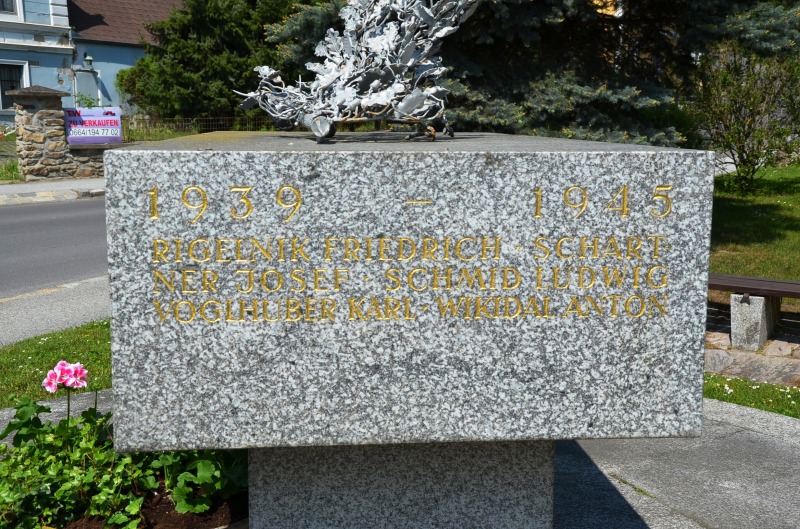 ZU VERKAUFEN
0664/194 77 02
1939 – 1945
RIGELNIK FRIEDRICH · SCHART
NER JOSEF · SCHMID LUDWIG
VOGLHUBER KARL · WIKIDAL ANTON